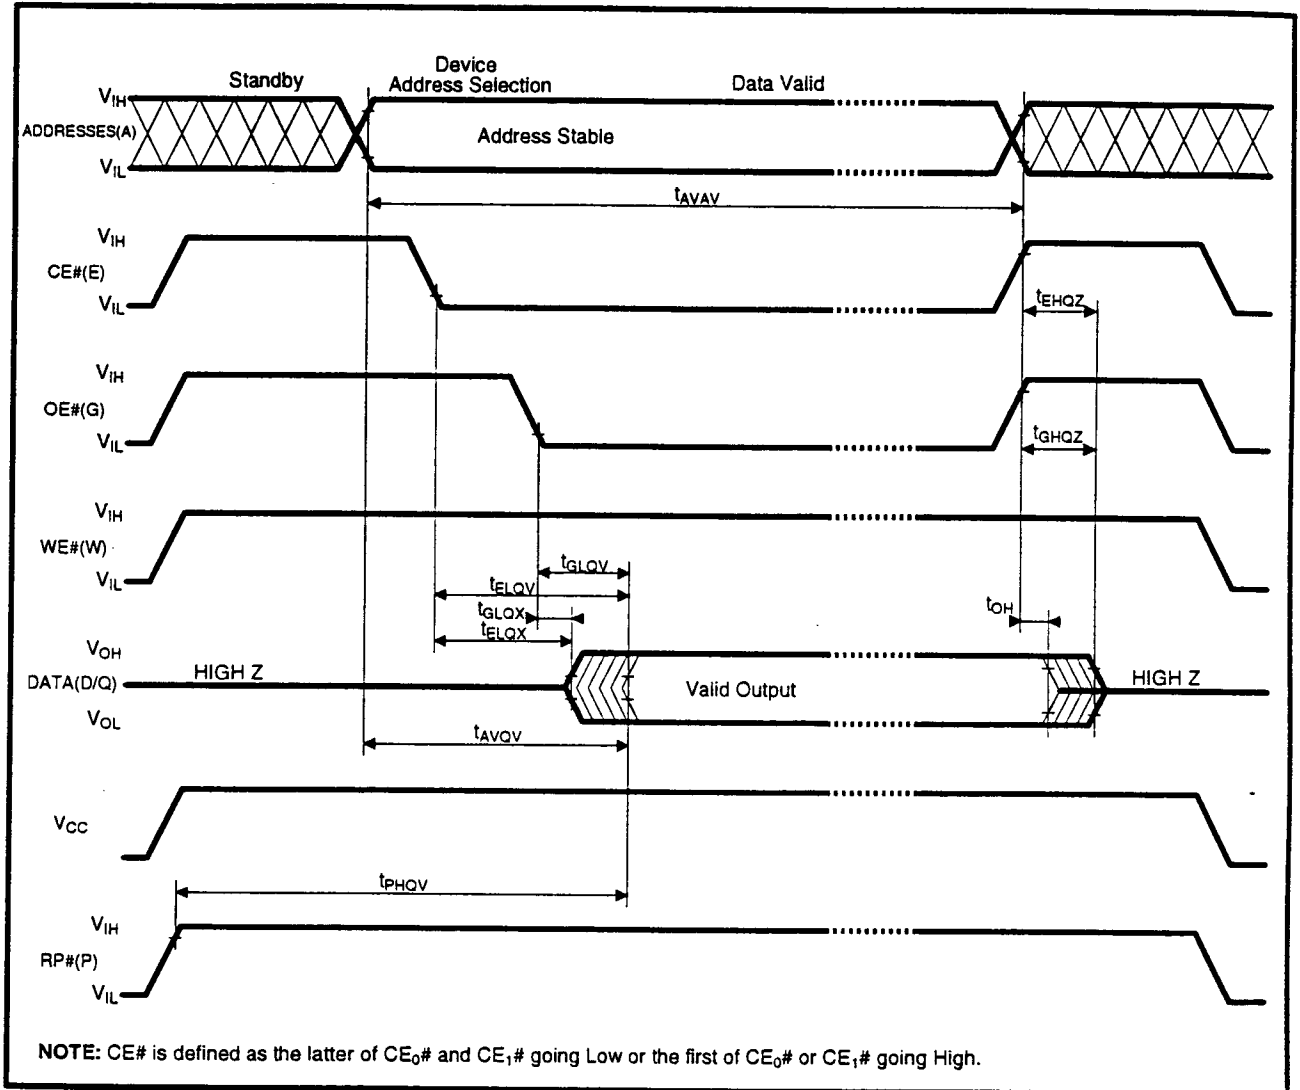 Device
Standby Address Selection Data Valid
VIH
ADDRESSES(A) Address Stable
VIL
tAVAV
VIH
CE#(E)
VIL
tEHQZ
VIH
OE#(G)
VIL
tGHQZ
VIH
WE#(W)
VIL
tGLQV
tELQV
tGLQX
tOH
tELQX
VOH
HIGH Z
DATA(D/Q) Valid Output HIGH Z
VOL
tAVQV
VCC
tPHQV
VIH
RP#(P)
VIL
NOTE: CE# is defined as the latter of CE0# and CE1# going Low or the first of CE0# or CE1# going High.